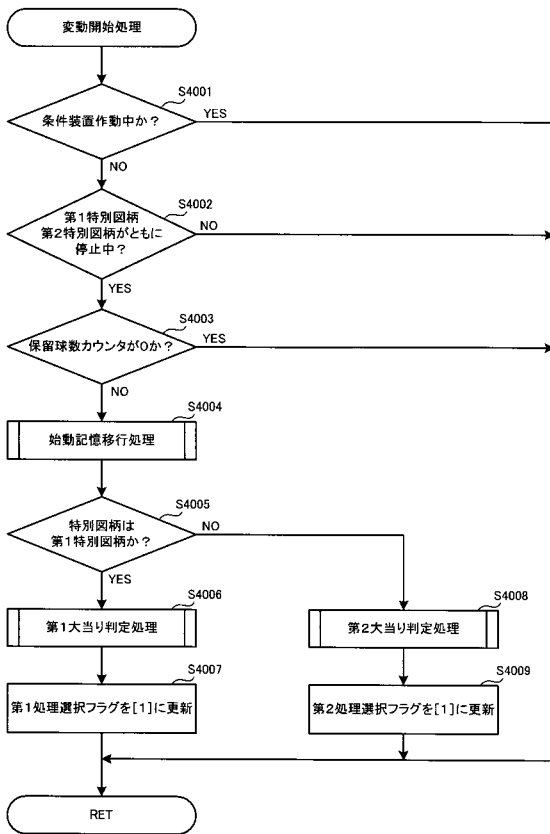 変動開始処理
S4001
条件装置作動中か?
YES
NO
S4002
第1特別図柄
第2特別図柄がともに
停止中?
NO
YES
S4003
保留球数カウンタが0か?
YES
NO
S4004
始動記憶移行処理
S4005
特別図柄は
第1特別図柄か?
NO
YES
S4006
第1大当り判定処理
S4008
第2大当り判定処理
S4007
第1処理選択フラグを[1]に更新
S4009
第2処理選択フラグを[1]に更新
RET